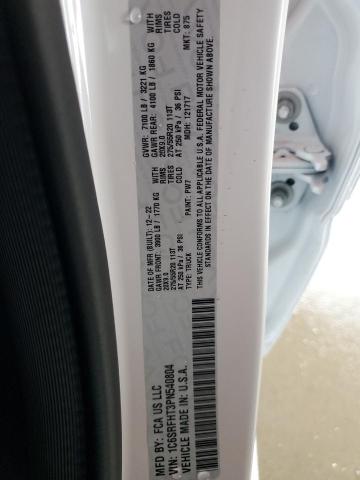 MFD BY: FCA US LLC
DATE OF MFR (BUILT): 12-22
GVWR: 7100 LB / 3221 KG
GAWR FRONT: 3900 LB / 1770 KG
WITH
GAWR REAR: 4100 LB / 1860 KG
WITH
20X9.0
RIMS
20X9.0
RIMS
275/55R20 113T
TIRES
275/55R20 113T
TIRES
AT 250 kPa / 36 PSI
COLD
AT 250 kPa / 36 PSI
COLD
THIS VEHICLE CONFORMS TO ALL APPLICABLE U.S.A. FEDERAL MOTOR VEHICLE SAFETY
STANDARDS IN EFFECT ON THE DATE OF MANUFACTURE SHOWN ABOVE.
VIN: 1C6SRFHT3PN540804
TYPE: TRUCK
PAINT: PW7
MDH: 121717
MKT: 875
VEHICLE MADE IN: U.S.A.